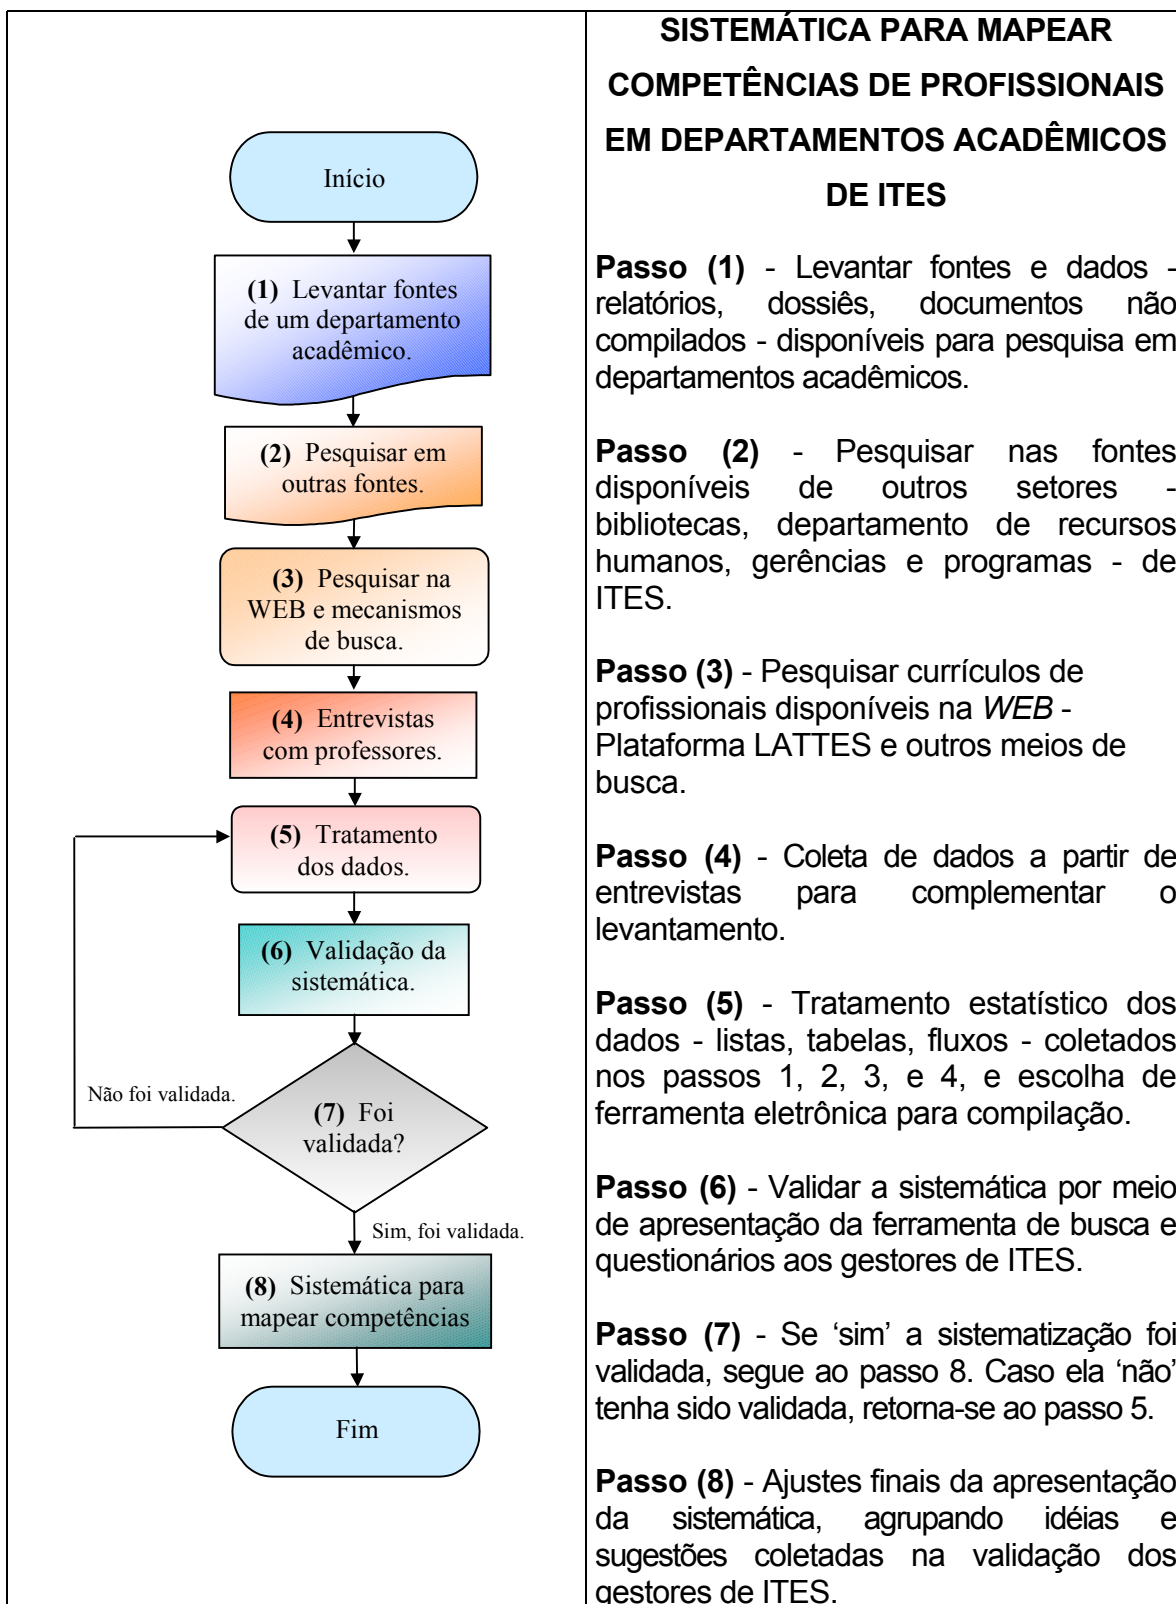 Início
(1) Levantar fontes
de um departamento
acadêmico.
(2) Pesquisar em
outras fontes.
(3) Pesquisar na
WEB e mecanismos
de busca.
(4) Entrevistas
com professores.
(5) Tratamento
dos dados.
(6) Validação da
sistemática.
Não foi validada.
(7) Foi
validada?
Sim, foi validada.
(8) Sistemática para
mapear competências
Fim
SISTEMÁTICA PARA MAPEAR
COMPETÊNCIAS DE PROFISSIONAIS
EM DEPARTAMENTOS ACADÊMICOS
DE ITES
Passo (1) - Levantar fontes e dados -
relatórios, dossiês, documentos não
compilados - disponíveis para pesquisa em
departamentos acadêmicos.
Passo (2) - Pesquisar nas fontes
disponíveis de outros setores -
bibliotecas, departamento de recursos
humanos, gerências e programas - de
ITES.
Passo (3) - Pesquisar currículos de
profissionais disponíveis na WEB -
Plataforma LATTES e outros meios de
busca.
Passo (4) - Coleta de dados a partir de
entrevistas para complementar o
levantamento.
Passo (5) - Tratamento estatístico dos
dados - listas, tabelas, fluxos - coletados
nos passos 1, 2, 3, e 4, e escolha de
ferramenta eletrônica para compilação.
Passo (6) - Validar a sistemática por meio
de apresentação da ferramenta de busca e
questionários aos gestores de ITES.
Passo (7) - Se ‘sim’ a sistematização foi
validada, segue ao passo 8. Caso ela ‘não’
tenha sido validada, retorna-se ao passo 5.
Passo (8) - Ajustes finais da apresentação
da sistemática, agrupando idéias e
sugestões coletadas na validação dos
gestores de ITES.